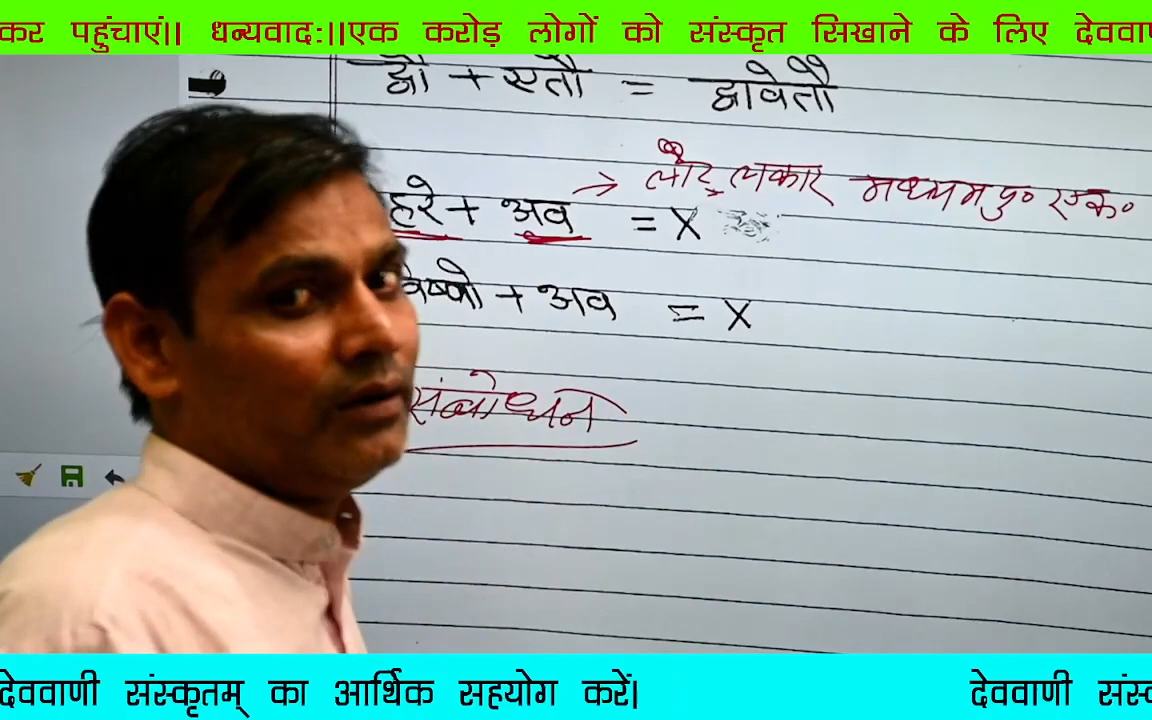 कर पहुंचाएं॥ धन्यवादः॥एक करोड़ लोगों को संस्कृत सिखाने के लिए देववा
द्वौ + एतौ = द्वावेतौ
→ लोट् लकार मध्यम पु० एक०
हरे + अव = X
विष्णो + अव = X
संबोधन
देववाणी संस्कृतम् का आर्थिक सहयोग करें। देववाणी संस्